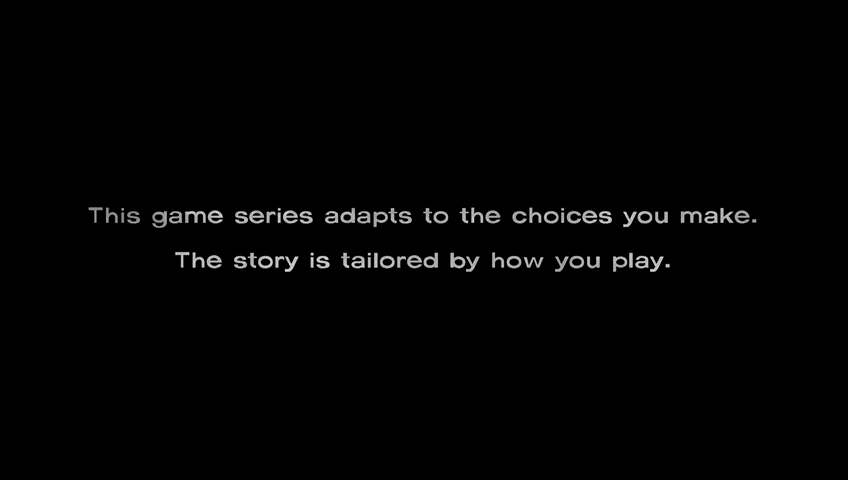 This game series adapts to the choices you make.
The story is tailored by how you play.